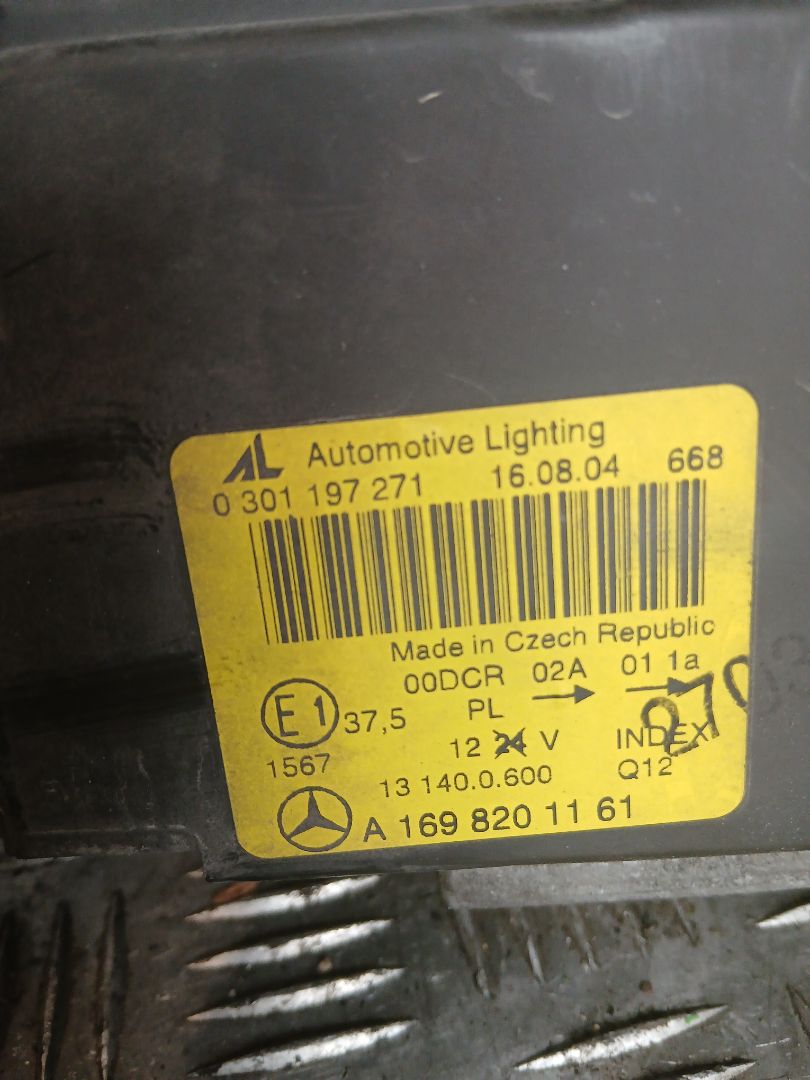 AL Automotive Lighting
0 301 197 271 16.08.04 668
Made in Czech Republic
00DCR 02A 01 1a
E1 37,5 PL
1567 12 24 V INDEX
13 140.0.600 Q12
A 169 820 11 61